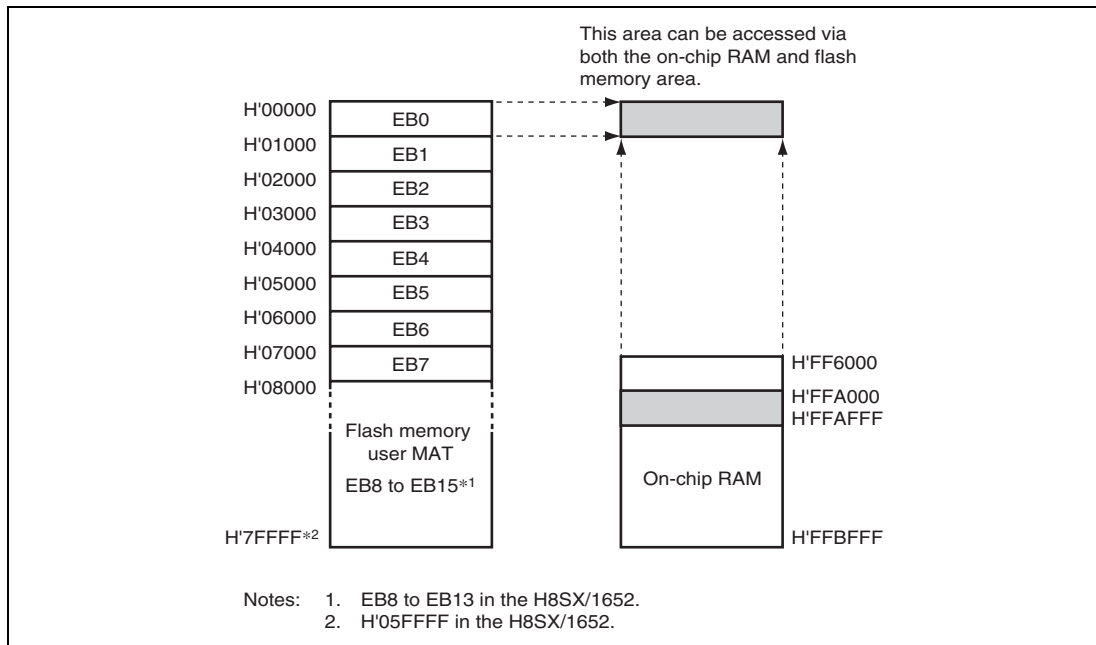 This area can be accessed via
both the on-chip RAM and flash
memory area.
H'00000
EB0
H'01000
EB1
H'02000
EB2
H'03000
EB3
H'04000
EB4
H'05000
EB5
H'06000
EB6
H'07000
EB7
H'08000
Flash memory
user MAT
EB8 to EB15*1
H'7FFFF*2
H'FF6000
H'FFA000
H'FFAFFF
On-chip RAM
H'FFBFFF
Notes: 1. EB8 to EB13 in the H8SX/1652.
2. H'05FFFF in the H8SX/1652.